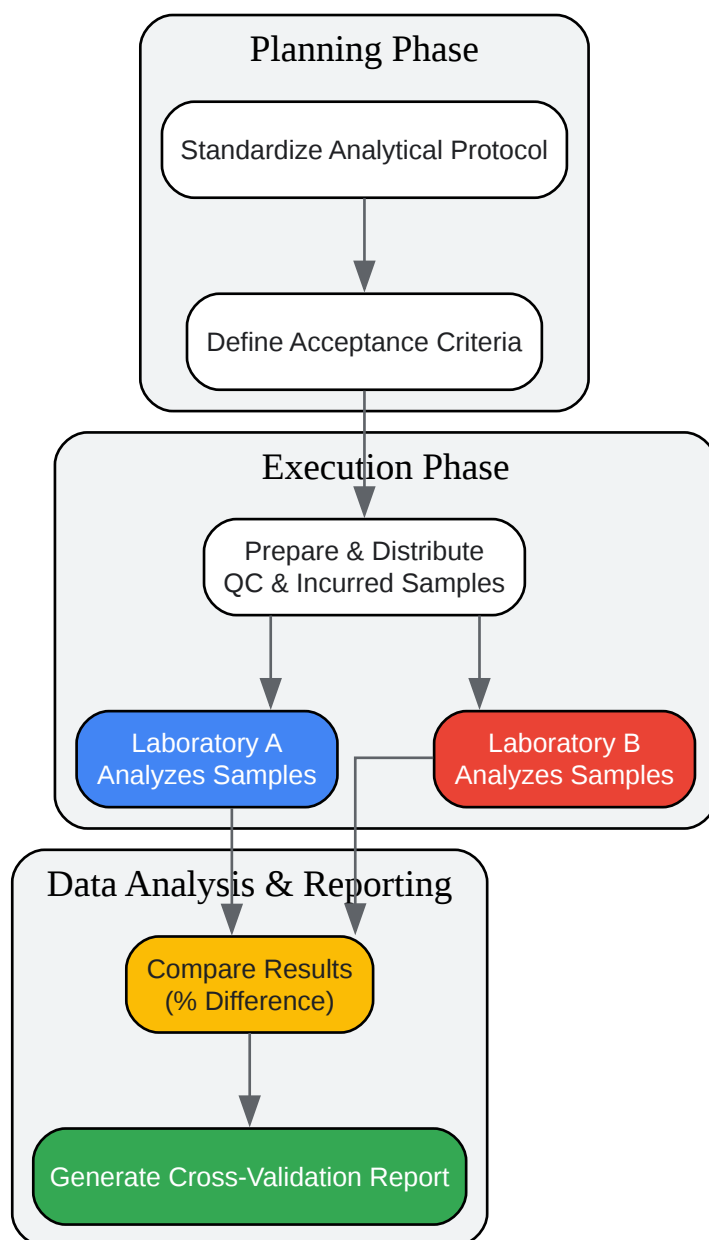 Planning Phase
Standardize Analytical Protocol
Define Acceptance Criteria
Execution Phase
Prepare & Distribute
QC & Incurred Samples
Laboratory A
Analyzes Samples
Laboratory B
Analyzes Samples
Data Analysis & Reporting
Compare Results
(% Difference)
Generate Cross-Validation Report